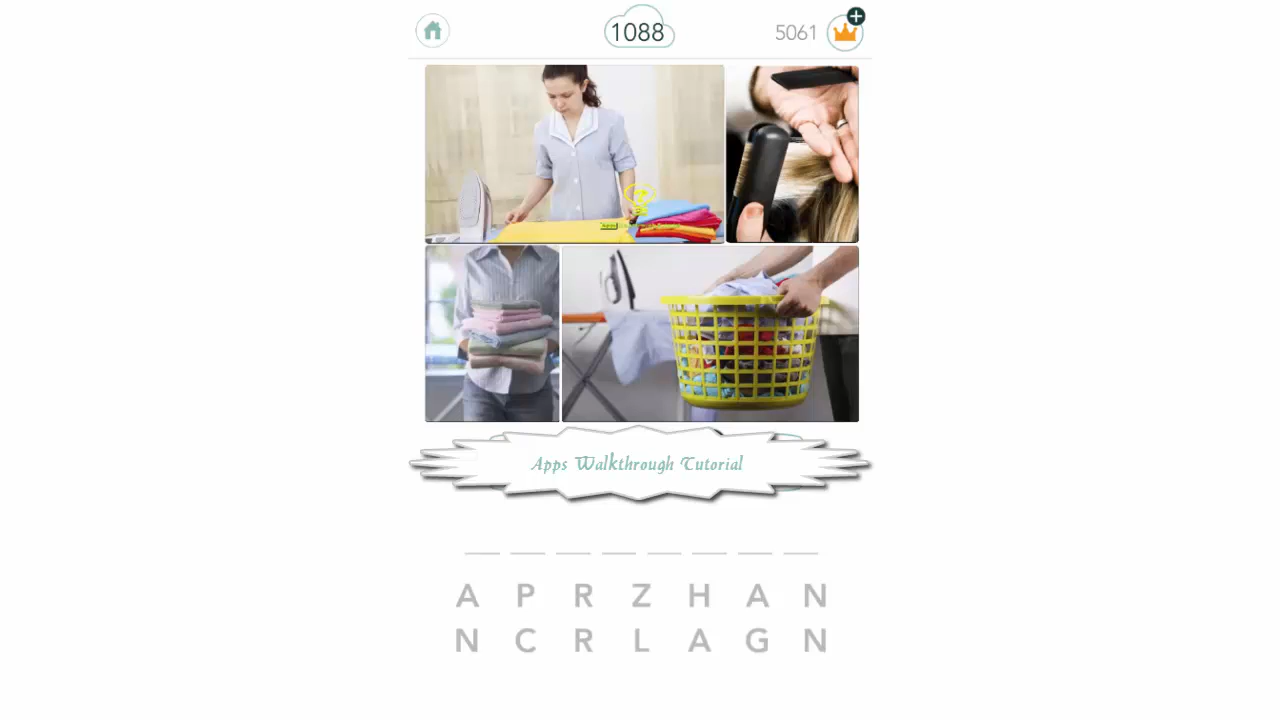 1088
5061
Apps Walkthrough Tutorial
A P R Z H A N
N C R L A G N